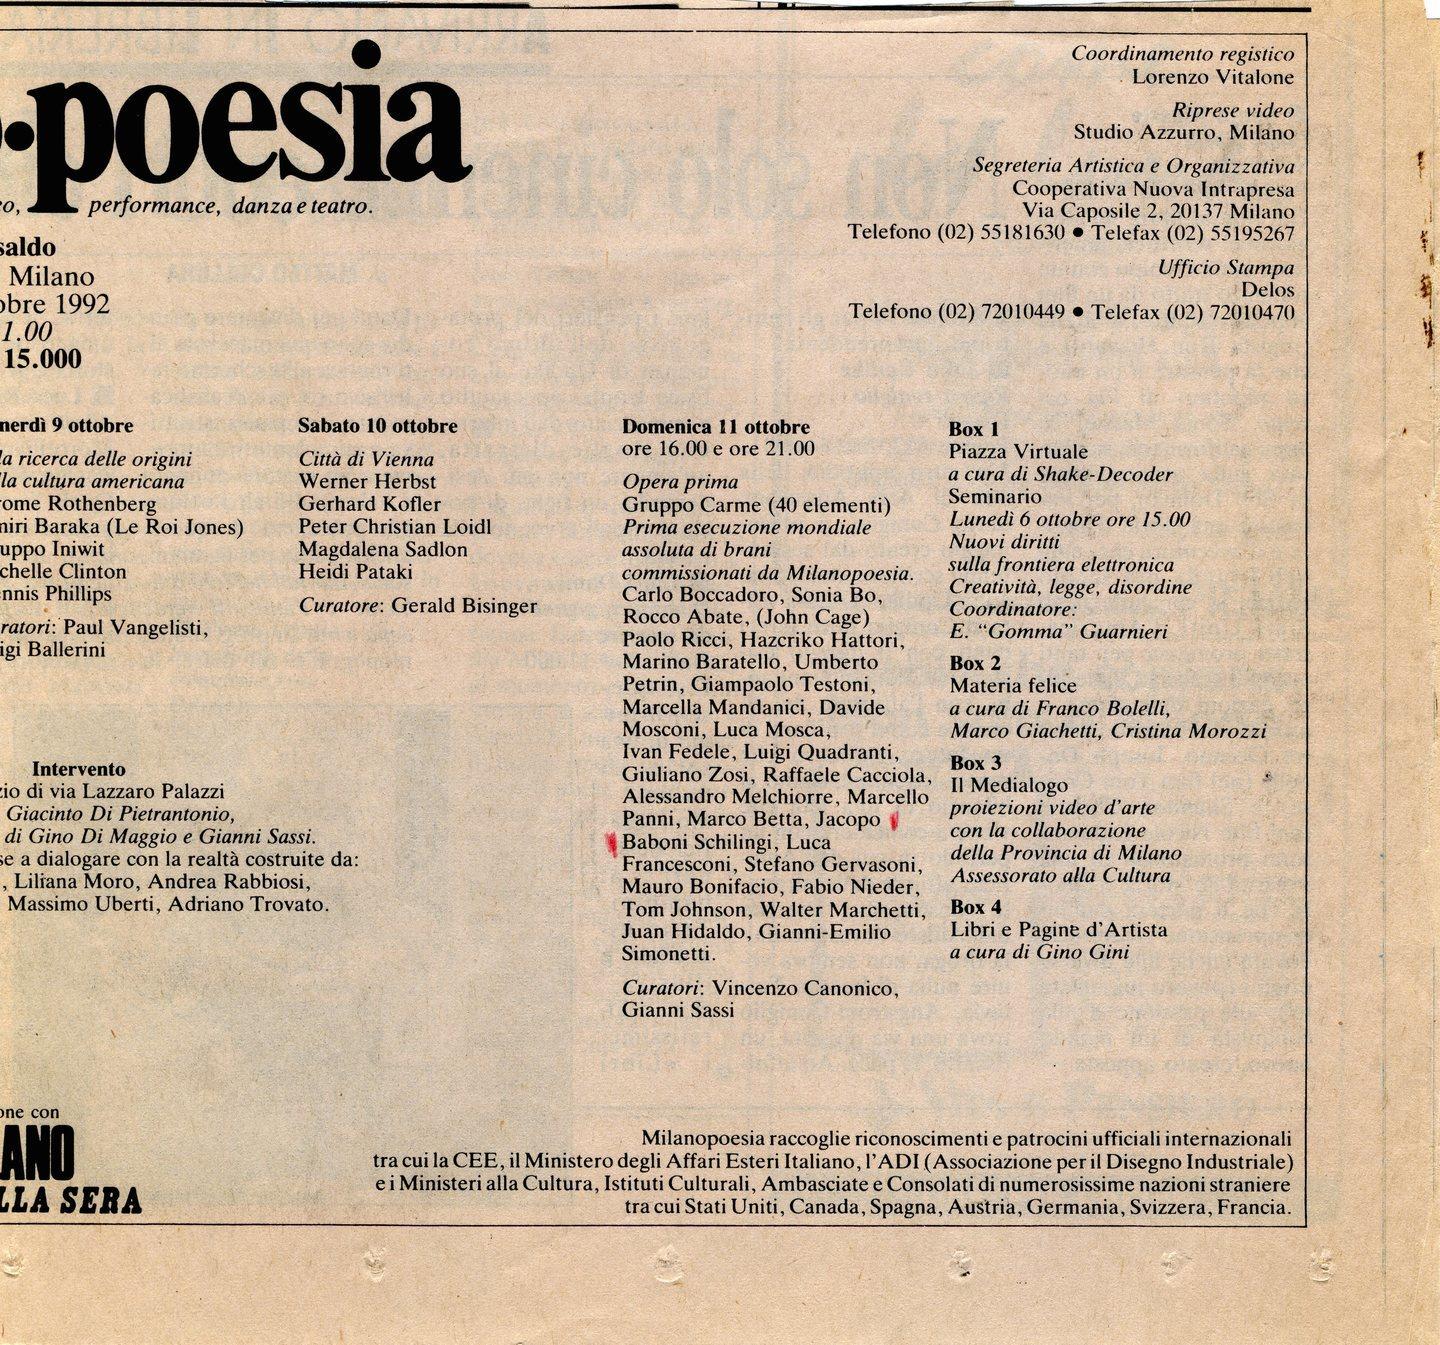 poesia
performance, danza e teatro.
saldo
Milano
obre 1992
1.00
15.000
Coordinamento registico
Lorenzo Vitalone
Riprese video
Studio Azzurro, Milano
Segreteria Artistica e Organizzativa
Cooperativa Nuova Intrapresa
Via Caposile 2, 20137 Milano
Telefono (02) 55181630 ● Telefax (02) 55195267
Ufficio Stampa
Delos
Telefono (02) 72010449 ● Telefax (02) 72010470
nerdì 9 ottobre
la ricerca delle origini
lla cultura americana
rome Rothenberg
niri Baraka (Le Roi Jones)
uppo Iniwit
chelle Clinton
ennis Phillips
ratori: Paul Vangelisti,
igi Ballerini
Sabato 10 ottobre
Città di Vienna
Werner Herbst
Gerhard Kofler
Peter Christian Loidl
Magdalena Sadlon
Heidi Pataki
Curatore: Gerald Bisinger
Intervento
zio di via Lazzaro Palazzi
Giacinto Di Pietrantonio,
di Gino Di Maggio e Gianni Sassi.
se a dialogare con la realtà costruite da:
, Liliana Moro, Andrea Rabbiosi,
Massimo Uberti, Adriano Trovato.
Domenica 11 ottobre
ore 16.00 e ore 21.00
Opera prima
Gruppo Carme (40 elementi)
Prima esecuzione mondiale
assoluta di brani
commissionati da Milanopoesia.
Carlo Boccadoro, Sonia Bo,
Rocco Abate, (John Cage)
Paolo Ricci, Hazcriko Hattori,
Marino Baratello, Umberto
Petrin, Giampaolo Testoni,
Marcella Mandanici, Davide
Mosconi, Luca Mosca,
Ivan Fedele, Luigi Quadranti,
Giuliano Zosi, Raffaele Cacciola,
Alessandro Melchiorre, Marcello
Panni, Marco Betta, Jacopo
Baboni Schilingi, Luca
Francesconi, Stefano Gervasoni,
Mauro Bonifacio, Fabio Nieder,
Tom Johnson, Walter Marchetti,
Juan Hidaldo, Gianni-Emilio
Simonetti.
Curatori: Vincenzo Canonico,
Gianni Sassi
Box 1
Piazza Virtuale
a cura di Shake-Decoder
Seminario
Lunedì 6 ottobre ore 15.00
Nuovi diritti
sulla frontiera elettronica
Creatività, legge, disordine
Coordinatore:
E. “Gomma” Guarnieri
Box 2
Materia felice
a cura di Franco Bolelli,
Marco Giachetti, Cristina Morozzi
Box 3
Il Medialogo
proiezioni video d’arte
con la collaborazione
della Provincia di Milano
Assessorato alla Cultura
Box 4
Libri e Pagine d’Artista
a cura di Gino Gini
one con
ANO
LLA SERA
Milanopoesia raccoglie riconoscimenti e patrocini ufficiali internazionali
tra cui la CEE, il Ministero degli Affari Esteri Italiano, l’ADI (Associazione per il Disegno Industriale)
e i Ministeri alla Cultura, Istituti Culturali, Ambasciate e Consolati di numerosissime nazioni straniere
tra cui Stati Uniti, Canada, Spagna, Austria, Germania, Svizzera, Francia.